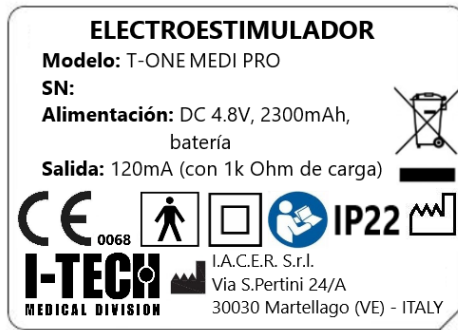 ELECTROESTIMULADOR
Modelo: T-ONE MEDI PRO
SN:
Alimentación: DC 4.8V, 2300mAh,
batería
Salida: 120mA (con 1k Ohm de carga)
CE 0068 IP22
I-TECH
MEDICAL DIVISION
I.A.C.E.R. S.r.l.
Via S.Pertini 24/A
30030 Martellago (VE) - ITALY